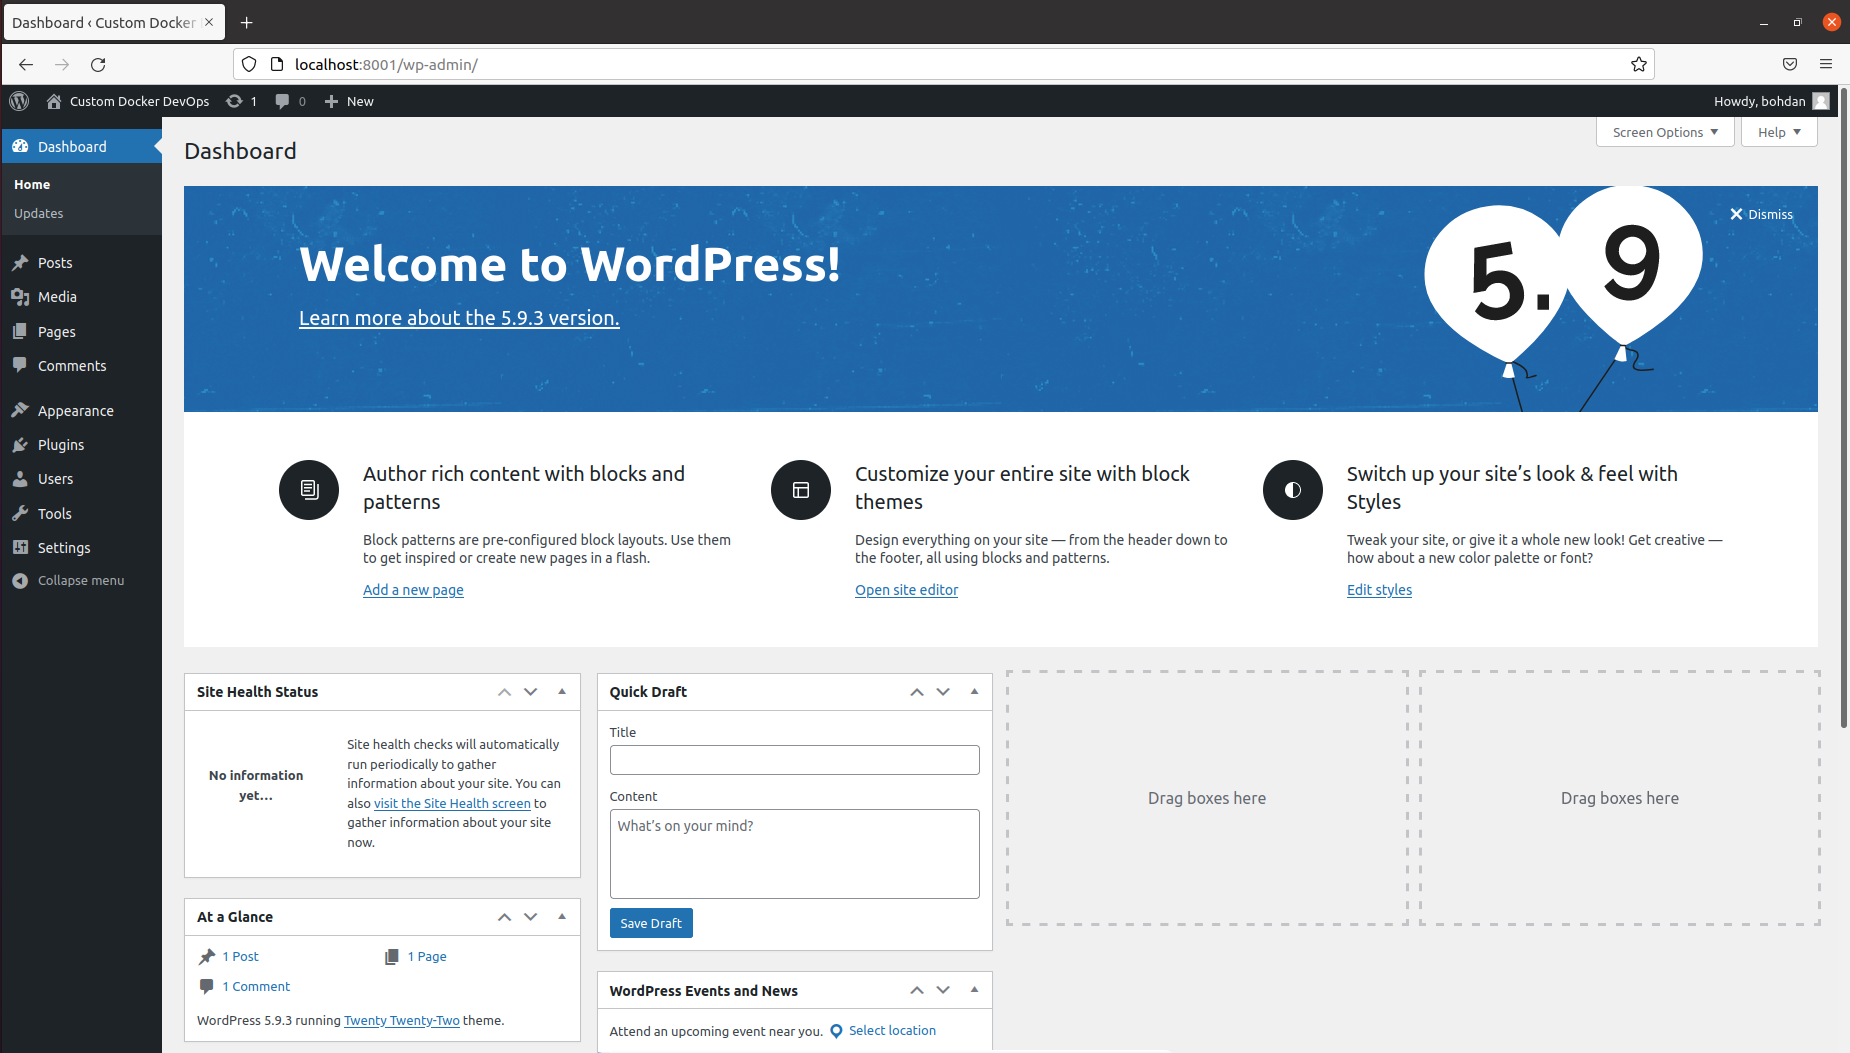 Dashboard ‹ Custom Docker
localhost:8001/wp-admin/
Custom Docker DevOps 1 0 New
Howdy, bohdan
Dashboard
Home
Updates
Posts
Media
Pages
Comments
Appearance
Plugins
Users
Tools
Settings
Collapse menu
Screen Options
Help
Dashboard
Dismiss
Welcome to WordPress!
Learn more about the 5.9.3 version.
5.9
Author rich content with blocks and
patterns
Block patterns are pre-configured block layouts. Use them
to get inspired or create new pages in a flash.
Add a new page
Customize your entire site with block
themes
Design everything on your site — from the header down to
the footer, all using blocks and patterns.
Open site editor
Switch up your site’s look & feel with
Styles
Tweak your site, or give it a whole new look! Get creative —
how about a new color palette or font?
Edit styles
Site Health Status
No information
yet…
Site health checks will automatically
run periodically to gather
information about your site. You can
also visit the Site Health screen to
gather information about your site
now.
At a Glance
1 Post
1 Page
1 Comment
WordPress 5.9.3 running Twenty Twenty-Two theme.
Quick Draft
Title
Content
What’s on your mind?
Save Draft
WordPress Events and News
Attend an upcoming event near you. Select location
Drag boxes here
Drag boxes here